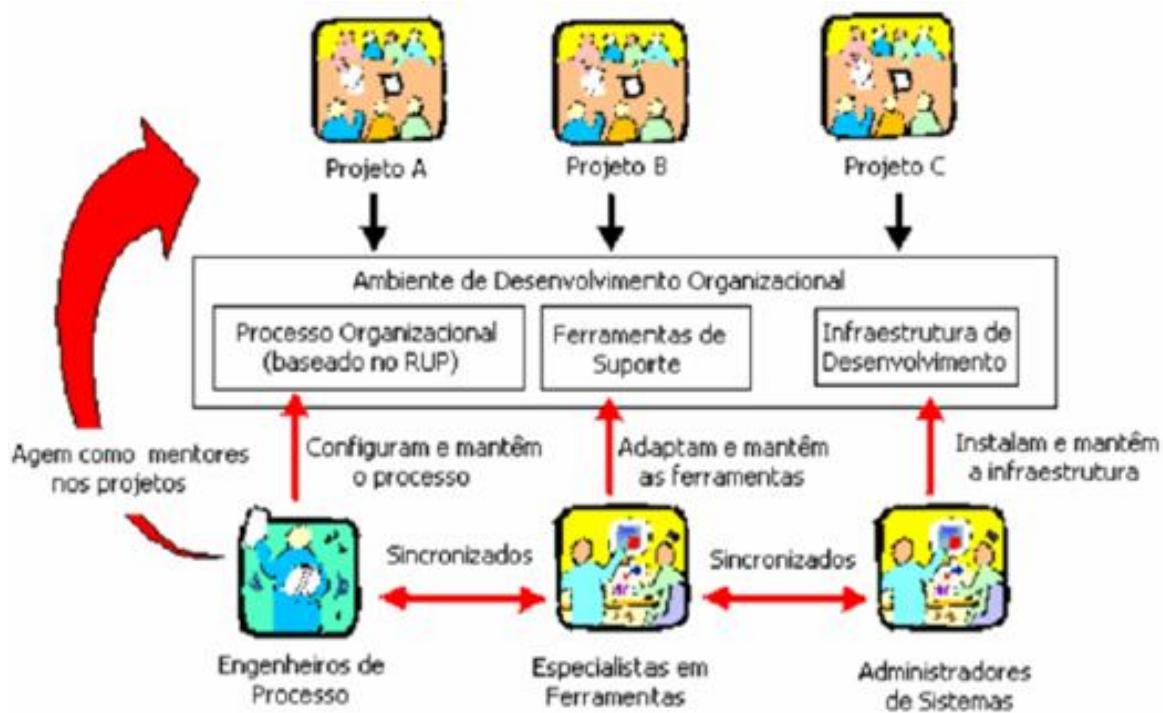 Projeto A
Projeto B
Projeto C
Ambiente de Desenvolvimento Organizacional
Processo Organizacional
(baseado no RUP)
Ferramentas de
Suporte
Infraestrutura de
Desenvolvimento
Agem como mentores
nos projetos
Configuram e mantêm
o processo
Adaptam e mantêm
as ferramentas
Instalam e mantêm
a infraestrutura
Sincronizados
Sincronizados
Engenheiros de
Processo
Especialistas em
Ferramentas
Administradores
de Sistemas